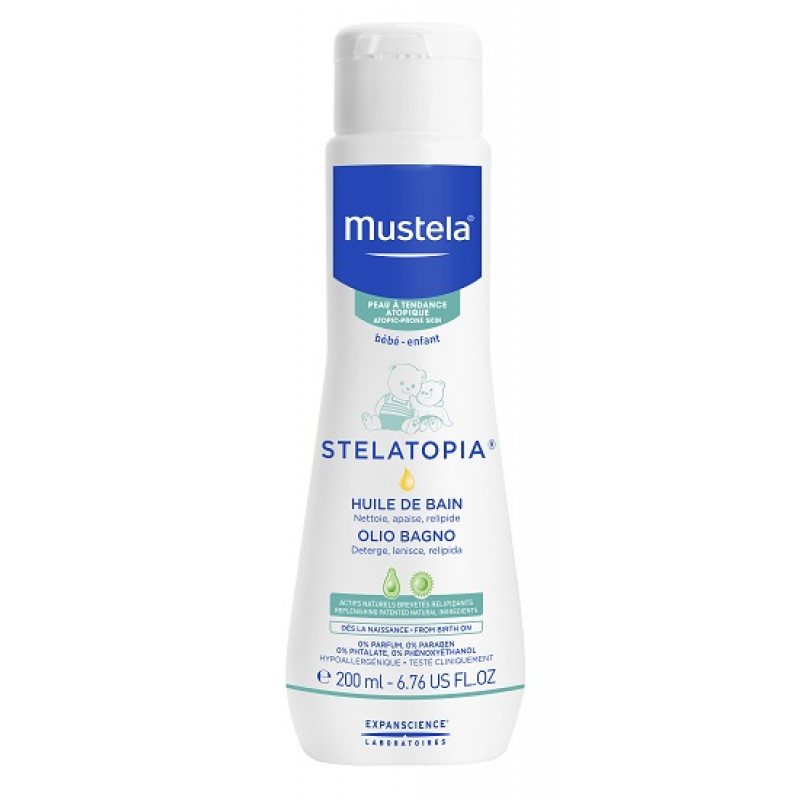 mustela®
PEAU À TENDANCE
ATOPIQUE
ATOPIC-PRONE SKIN
bébé - enfant
STELATOPIA®
HUILE DE BAIN
Nettoie, apaise, relipide
OLIO BAGNO
Deterge, lenisce, relipida
ACTIFS NATURELS BREVETÉS RELIPIDANTS
REPLENISHING PATENTED NATURAL INGREDIENTS
DÈS LA NAISSANCE - FROM BIRTH ON
0% PARFUM, 0% PARABEN
0% PHTALATE, 0% PHÉNOXYÉTHANOL
HYPOALLERGÉNIQUE - TESTÉ CLINIQUEMENT
℮ 200 ml - 6.76 US FL.OZ
EXPANSCIENCE®
LABORATOIRES